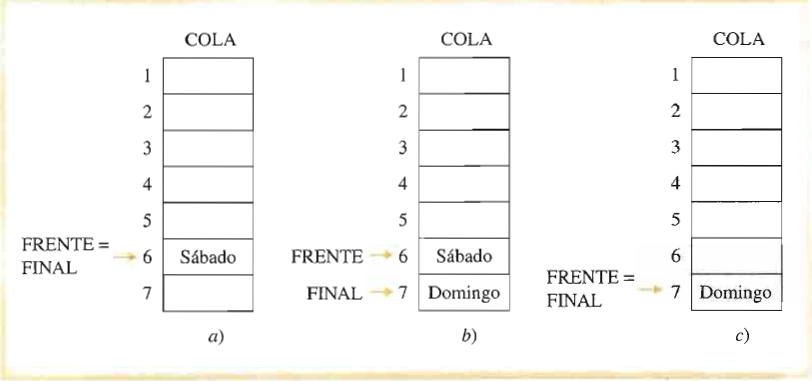 COLA
1
2
3
4
5
FRENTE =
FINAL
6 Sábado
7
a)
COLA
1
2
3
4
5
FRENTE 6 Sábado
FINAL 7 Domingo
b)
COLA
1
2
3
4
5
6
FRENTE =
FINAL
7 Domingo
c)